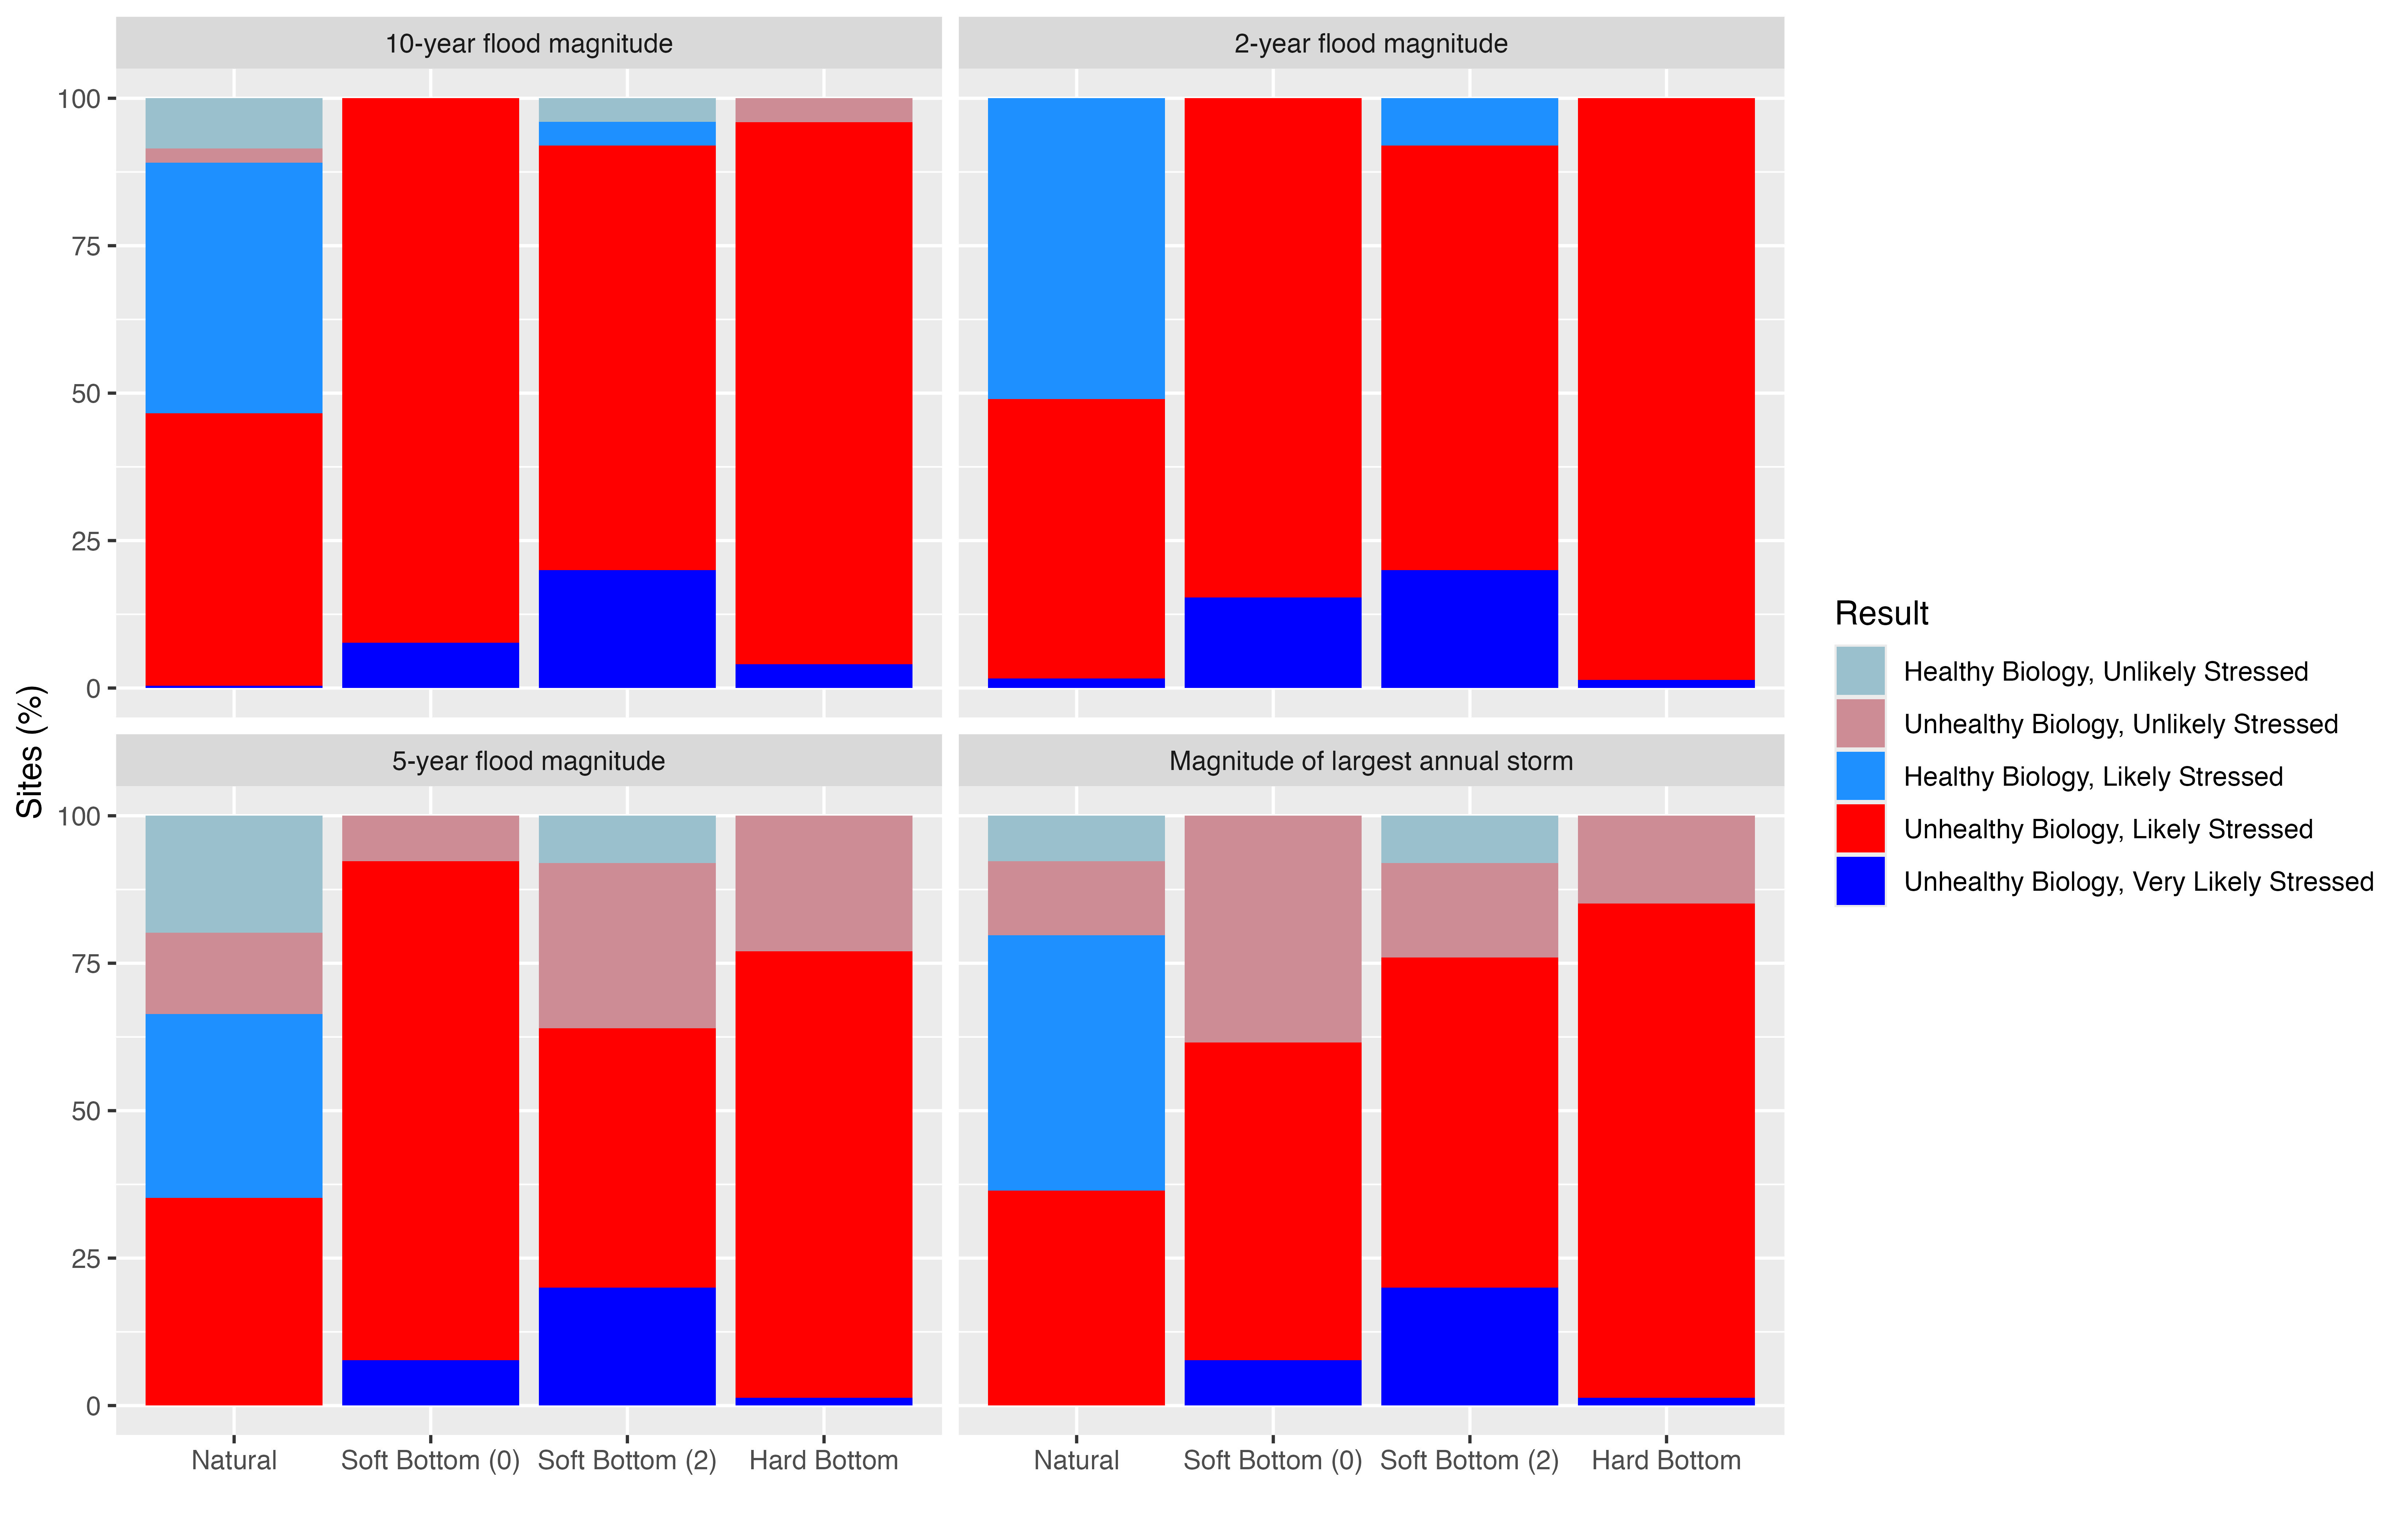 10-year flood magnitude
2-year flood magnitude
100
75
50
25
0
5-year flood magnitude
Magnitude of largest annual storm
100
75
50
25
0
Sites (%)
Natural
Soft Bottom (0)
Soft Bottom (2)
Hard Bottom
Natural
Soft Bottom (0)
Soft Bottom (2)
Hard Bottom
Result
Healthy Biology, Unlikely Stressed
Unhealthy Biology, Unlikely Stressed
Healthy Biology, Likely Stressed
Unhealthy Biology, Likely Stressed
Unhealthy Biology, Very Likely Stressed